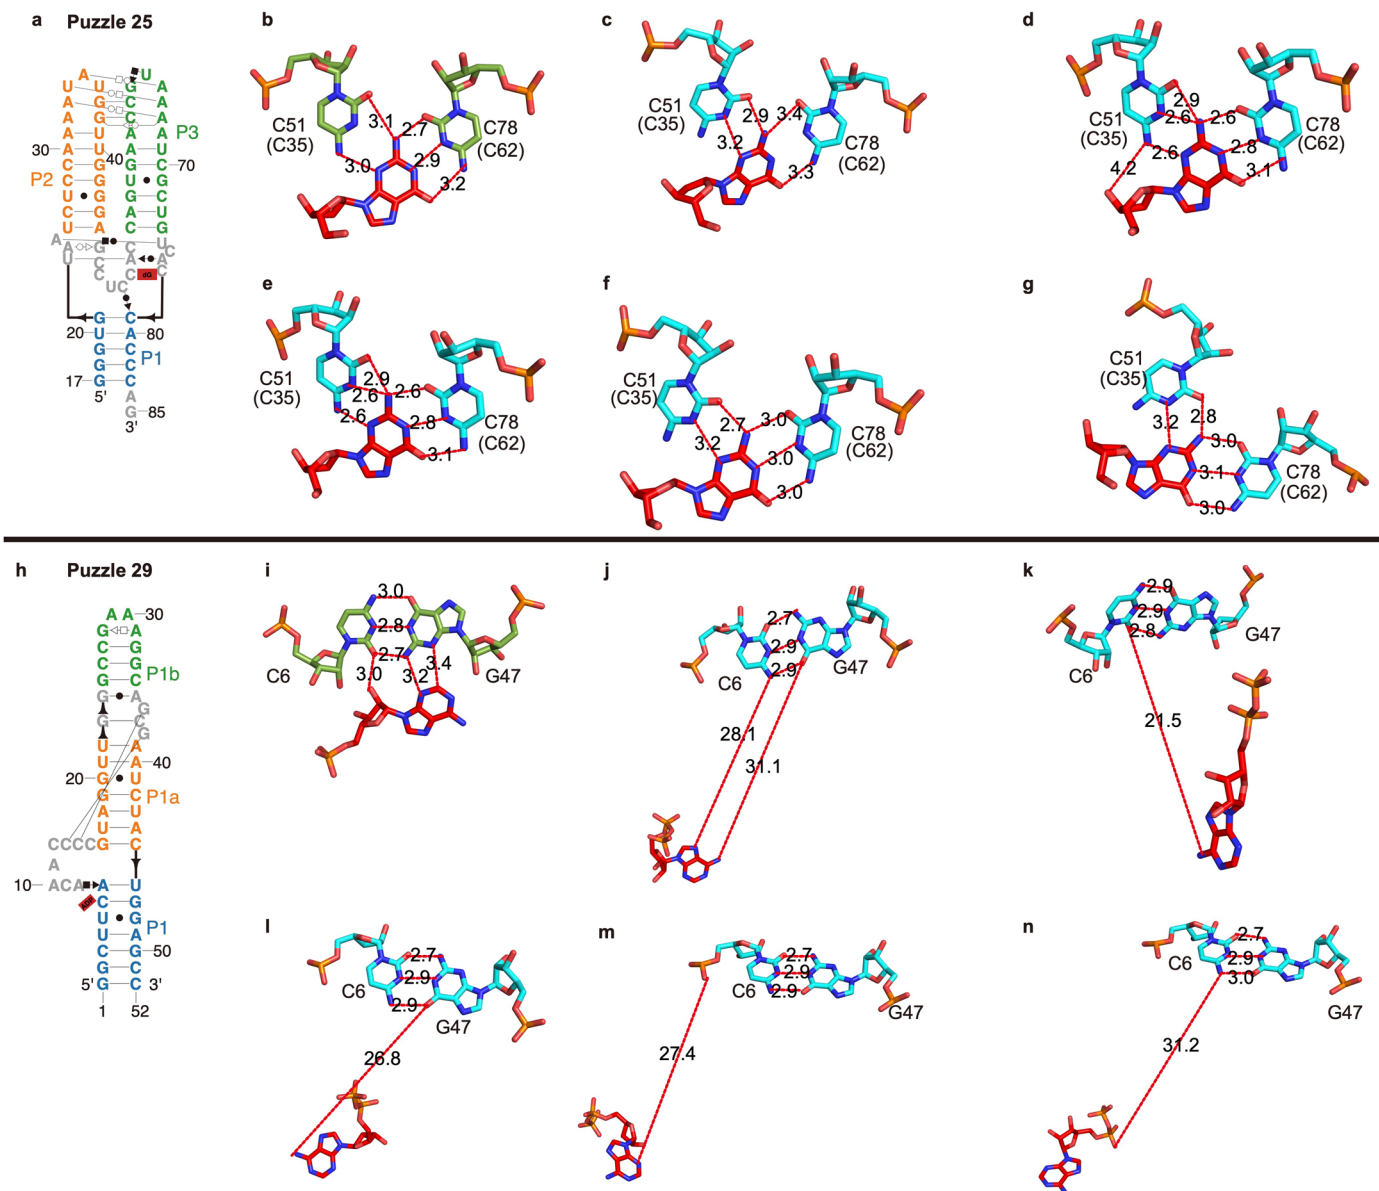 a Puzzle 25
A U
U U G A
A G C A
A G C A
A U A A P3
30 A U A U
C 40 G G C 70
P2 C G U G
U G G C
C G A U
U A C G
A A G C U C
U C A A
C C dG C
U C
G C
20 U A 80
G C P1
G C
17 G C
5' A
G 85
3'
b
C51
(C35)
C78
(C62)
3.1
2.7
3.0
2.9
3.2
c
C51
(C35)
C78
(C62)
2.9
3.4
3.2
3.3
d
C51
(C35)
C78
(C62)
2.9
2.6
2.6
2.6
2.8
4.2
3.1
e
C51
(C35)
C78
(C62)
2.9
2.6
2.6
2.6
2.8
3.1
f
C51
(C35)
C78
(C62)
2.7
3.0
3.2
3.0
3.0
g
C51
(C35)
C78
(C62)
3.2
2.8
3.0
3.1
3.0
h Puzzle 29
A A 30
G A
C G
C G
G C P1b
G A
G G C
G
U A
U A 40
20 G U
G C P1a
A U
U A
C C C C G C
A
10 A C A A U
ADP C G
U G P1
U A 50
C G
G C
5' G C 3'
1 52
i
3.0
2.8
2.7
3.0
3.2
3.4
C6
G47
j
2.7
2.9
2.9
C6
G47
28.1
31.1
k
2.9
2.9
2.8
C6
G47
21.5
l
2.7
2.9
2.9
C6
G47
26.8
m
2.7
2.9
2.9
C6
G47
27.4
n
2.7
2.9
3.0
C6
G47
31.2